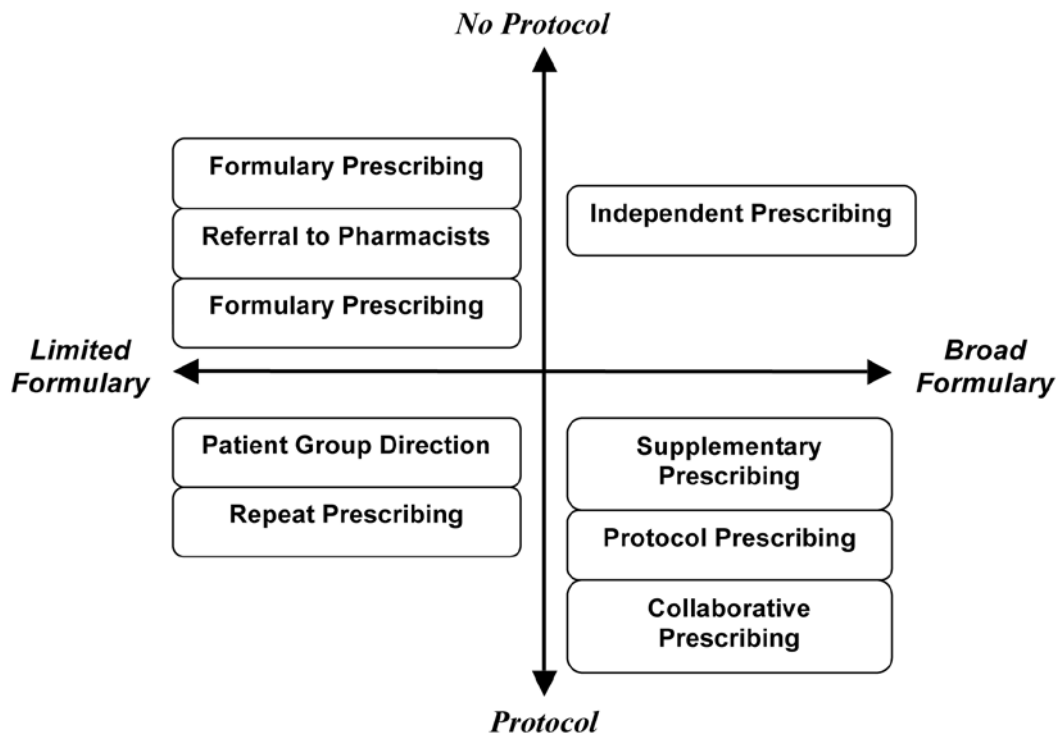 No Protocol
Formulary Prescribing
Referral to Pharmacists
Formulary Prescribing
Independent Prescribing
Limited
Formulary
Broad
Formulary
Patient Group Direction
Repeat Prescribing
Supplementary
Prescribing
Protocol Prescribing
Collaborative
Prescribing
Protocol